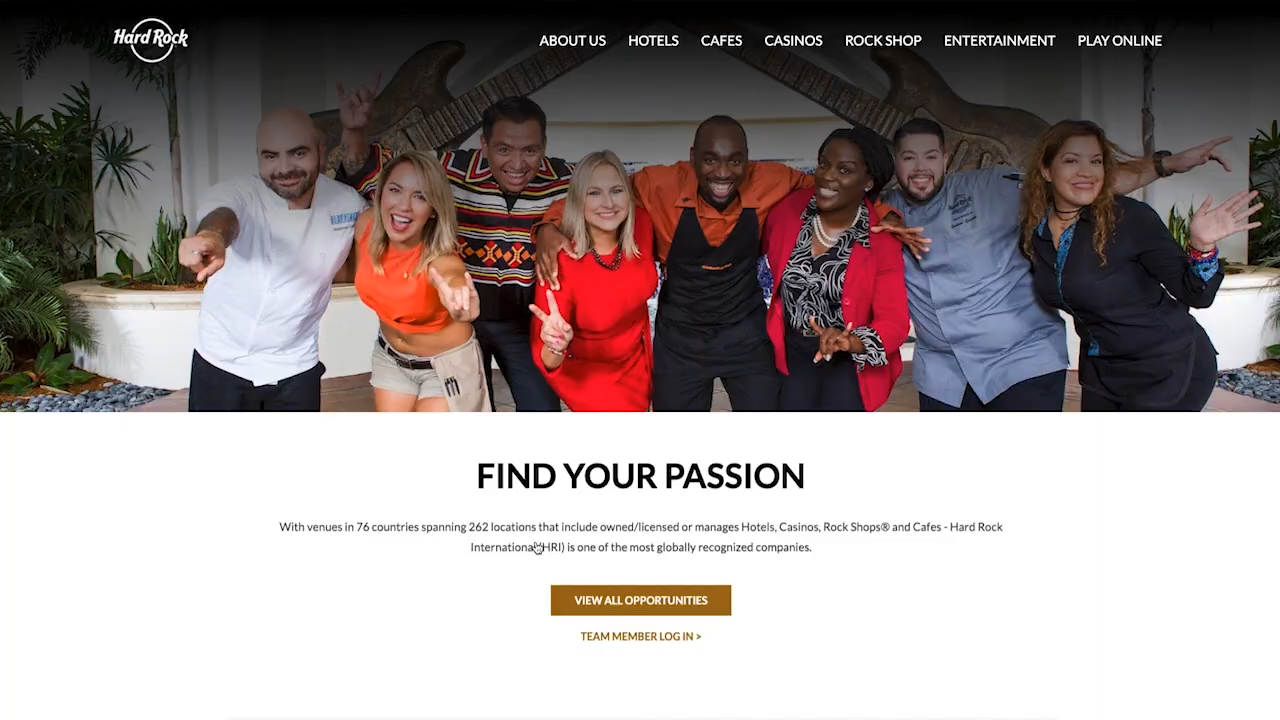 Hard Rock
ABOUT US
HOTELS
CAFES
CASINOS
ROCK SHOP
ENTERTAINMENT
PLAY ONLINE
FIND YOUR PASSION
With venues in 76 countries spanning 262 locations that include owned/licensed or manages Hotels, Casinos, Rock Shops® and Cafes - Hard Rock
International (HRI) is one of the most globally recognized companies.
VIEW ALL OPPORTUNITIES
TEAM MEMBER LOG IN >